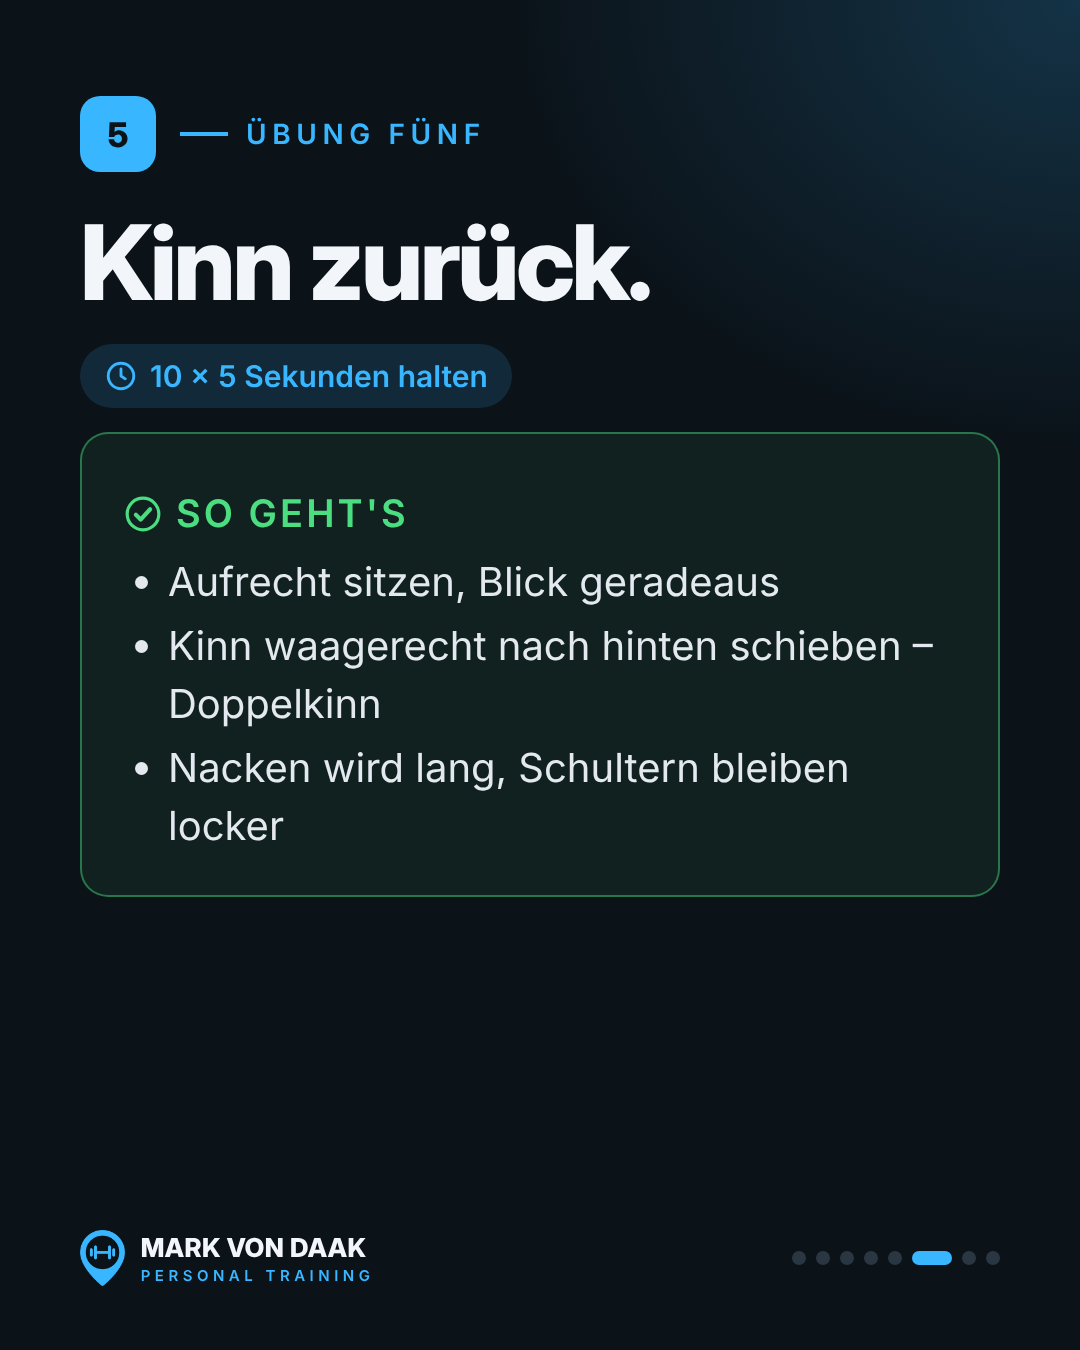 5
ÜBUNG FÜNF
Kinn zurück.
10 × 5 Sekunden halten
SO GEHT'S
• Aufrecht sitzen, Blick geradeaus
• Kinn waagerecht nach hinten schieben –
Doppelkinn
• Nacken wird lang, Schultern bleiben
locker
MARK VON DAAK
PERSONAL TRAINING